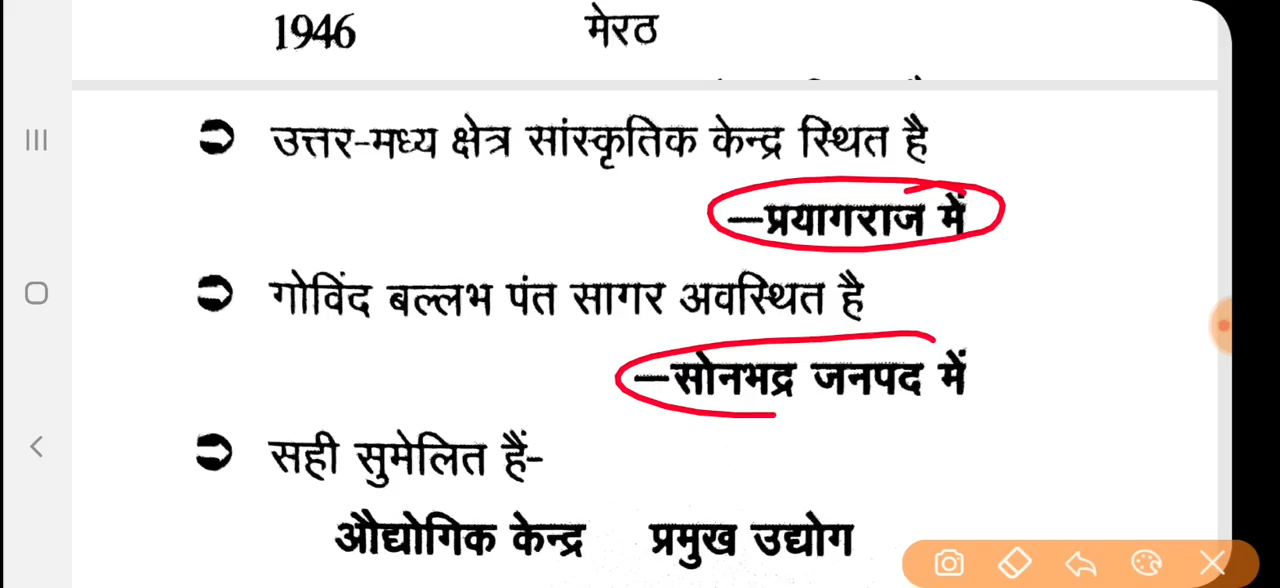 1946 मेरठ
➲ उत्तर-मध्य क्षेत्र सांस्कृतिक केन्द्र स्थित है
—प्रयागराज में
➲ गोविंद बल्लभ पंत सागर अवस्थित है
—सोनभद्र जनपद में
➲ सही सुमेलित हैं-
औद्योगिक केन्द्र प्रमुख उद्योग